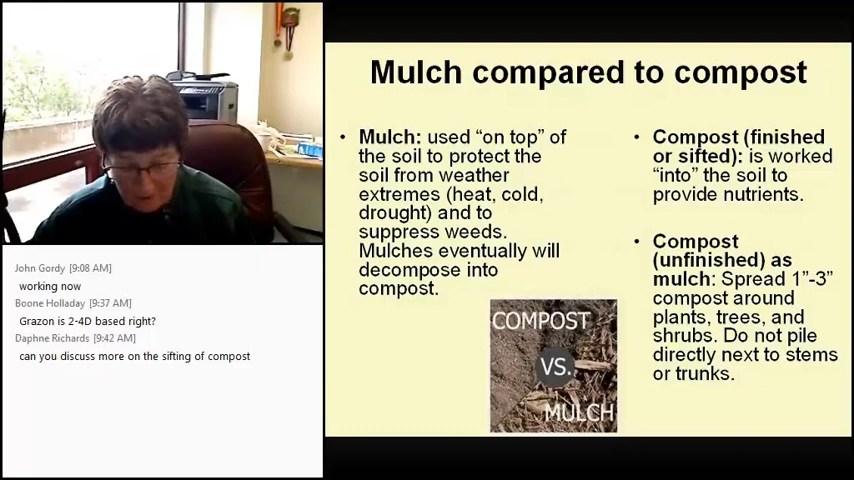 Mulch compared to compost
• Mulch: used “on top” of
the soil to protect the
soil from weather
extremes (heat, cold,
drought) and to
suppress weeds.
Mulches eventually will
decompose into
compost.
• Compost (finished
or sifted): is worked
“into” the soil to
provide nutrients.
• Compost
(unfinished) as
mulch: Spread 1”-3”
compost around
plants, trees, and
shrubs. Do not pile
directly next to stems
or trunks.
COMPOST
VS.
MULCH
John Gordy [9:08 AM]
working now
Boone Holladay [9:37 AM]
Grazon is 2-4D based right?
Daphne Richards [9:42 AM]
can you discuss more on the sifting of compost